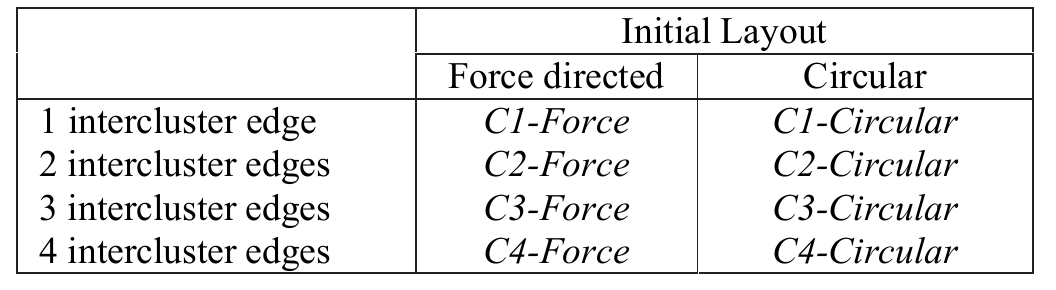 Initial Layout
Force directed Circular
1 intercluster edge C1-Force C1-Circular
2 intercluster edges C2-Force C2-Circular
3 intercluster edges C3-Force C3-Circular
4 intercluster edges C4-Force C4-Circular